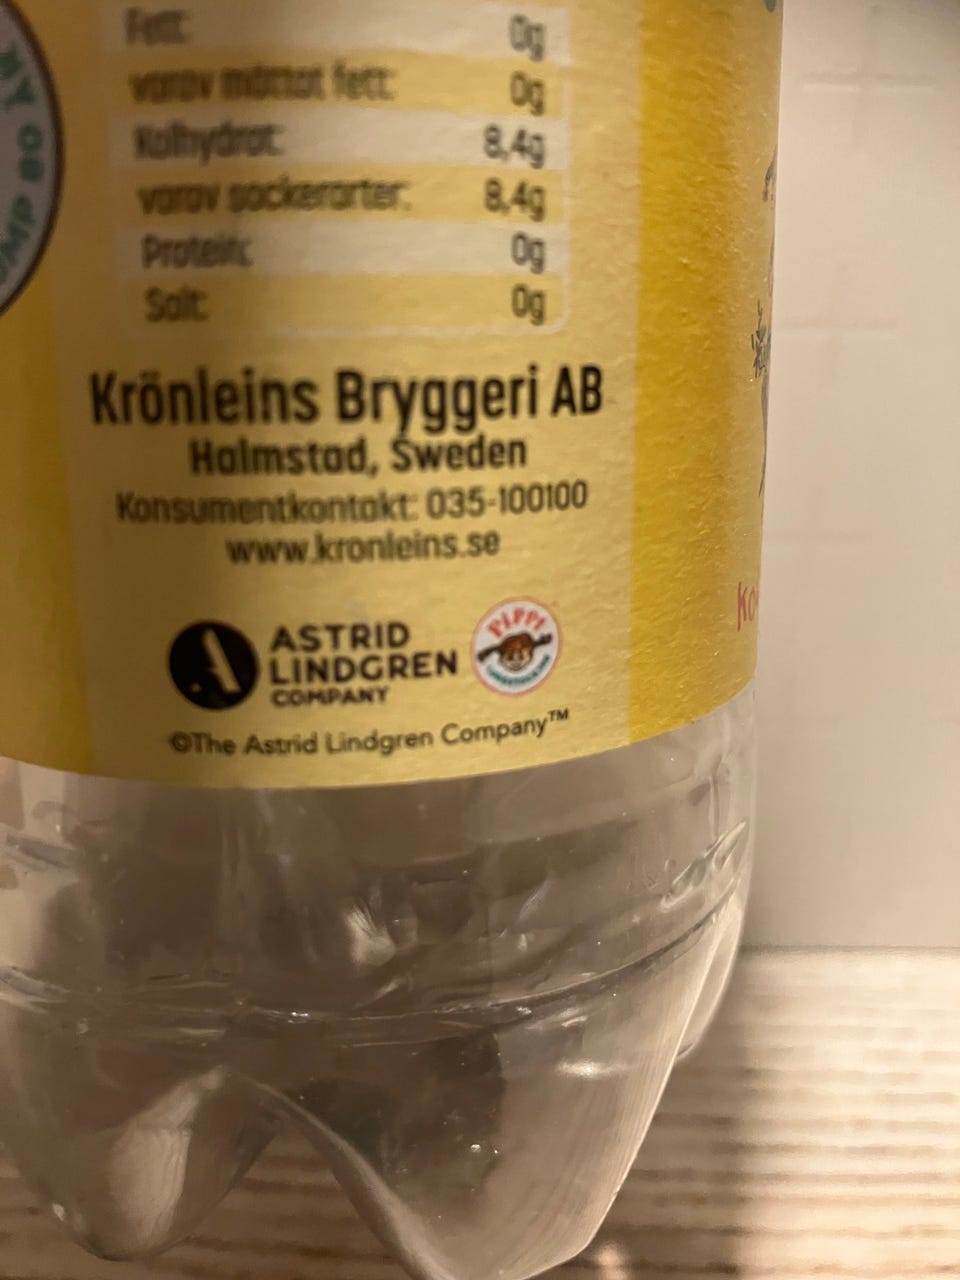 Fett: 0g
varav mättat fett: 0g
Kolhydrat: 8,4g
varav sockerarter: 8,4g
Protein: 0g
Salt: 0g
Krönleins Bryggeri AB
Halmstad, Sweden
Konsumentkontakt: 035-100100
www.kronleins.se
A
ASTRID
LINDGREN
COMPANY
PIPPI
©The Astrid Lindgren Company™